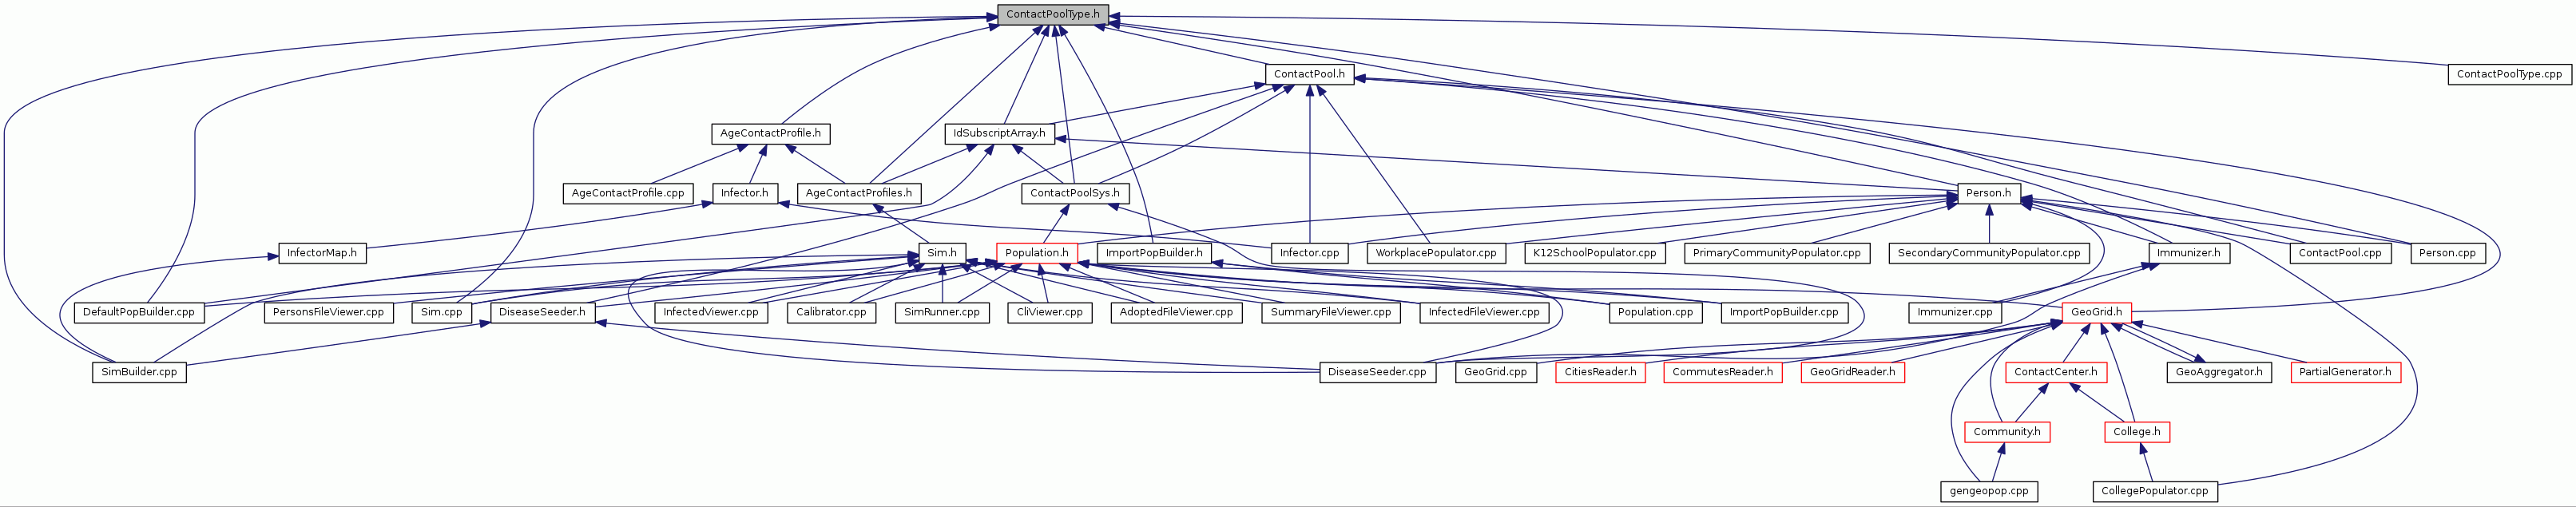 ContactPoolType.h
ContactPool.h
ContactPoolType.cpp
AgeContactProfile.h
IdSubscriptArray.h
AgeContactProfile.cpp
Infector.h
AgeContactProfiles.h
ContactPoolSys.h
Person.h
InfectorMap.h
Sim.h
Population.h
ImportPopBuilder.h
Infector.cpp
WorkplacePopulator.cpp
K12SchoolPopulator.cpp
PrimaryCommunityPopulator.cpp
SecondaryCommunityPopulator.cpp
Immunizer.h
ContactPool.cpp
Person.cpp
DefaultPopBuilder.cpp
PersonsFileViewer.cpp
Sim.cpp
DiseaseSeeder.h
InfectedViewer.cpp
Calibrator.cpp
SimRunner.cpp
CliViewer.cpp
AdoptedFileViewer.cpp
SummaryFileViewer.cpp
InfectedFileViewer.cpp
Population.cpp
ImportPopBuilder.cpp
Immunizer.cpp
GeoGrid.h
SimBuilder.cpp
DiseaseSeeder.cpp
GeoGrid.cpp
CitiesReader.h
CommutesReader.h
GeoGridReader.h
ContactCenter.h
GeoAggregator.h
PartialGenerator.h
Community.h
College.h
gengeopop.cpp
CollegePopulator.cpp